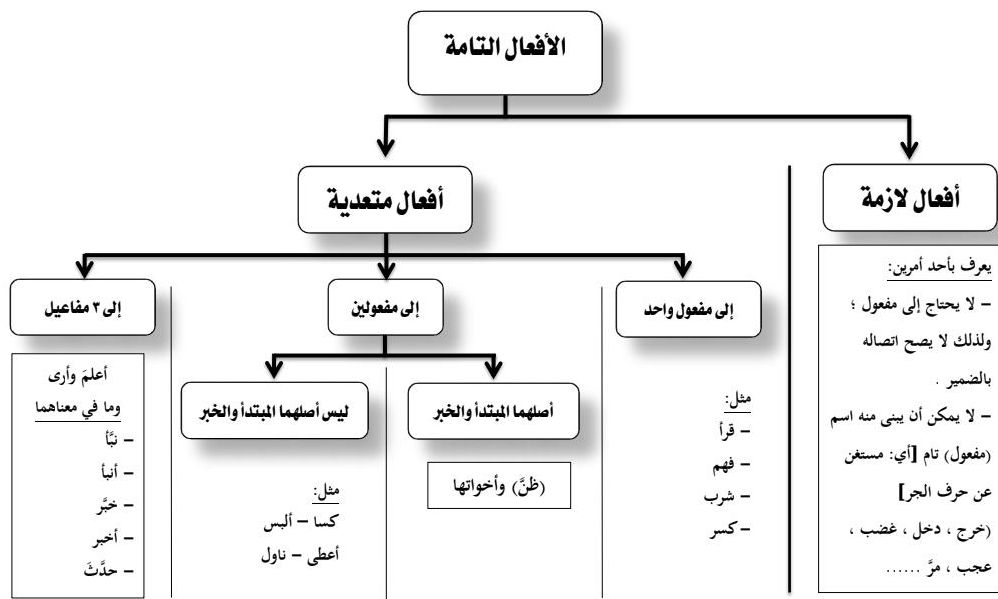 الأفعال التامة
أفعال لازمة
يعرف بأحد أمرين:
– لا يحتاج إلى مفعول ؛
ولذلك لا يصح اتصاله
بالضمير .
– لا يمكن أن يبنى منه اسم
(مفعول) تام [أي: مستغن
عن حرف الجر]
(خرج ، دخل ، غضب ،
عجب ، مرَّ ......
أفعال متعدية
إلى مفعول واحد
مثل:
– قرأ
– فهم
– شرب
– كسر
إلى مفعولين
أصلهما المبتدأ والخبر
(ظنَّ) وأخواتها
ليس أصلهما المبتدأ والخبر
مثل:
كسا – ألبس
أعطى – ناول
إلى ٣ مفاعيل
أعلمَ وأرى
وما في معناهما
– نبَّأ
– أنبأ
– خبَّر
– أخبر
– حدَّثَ